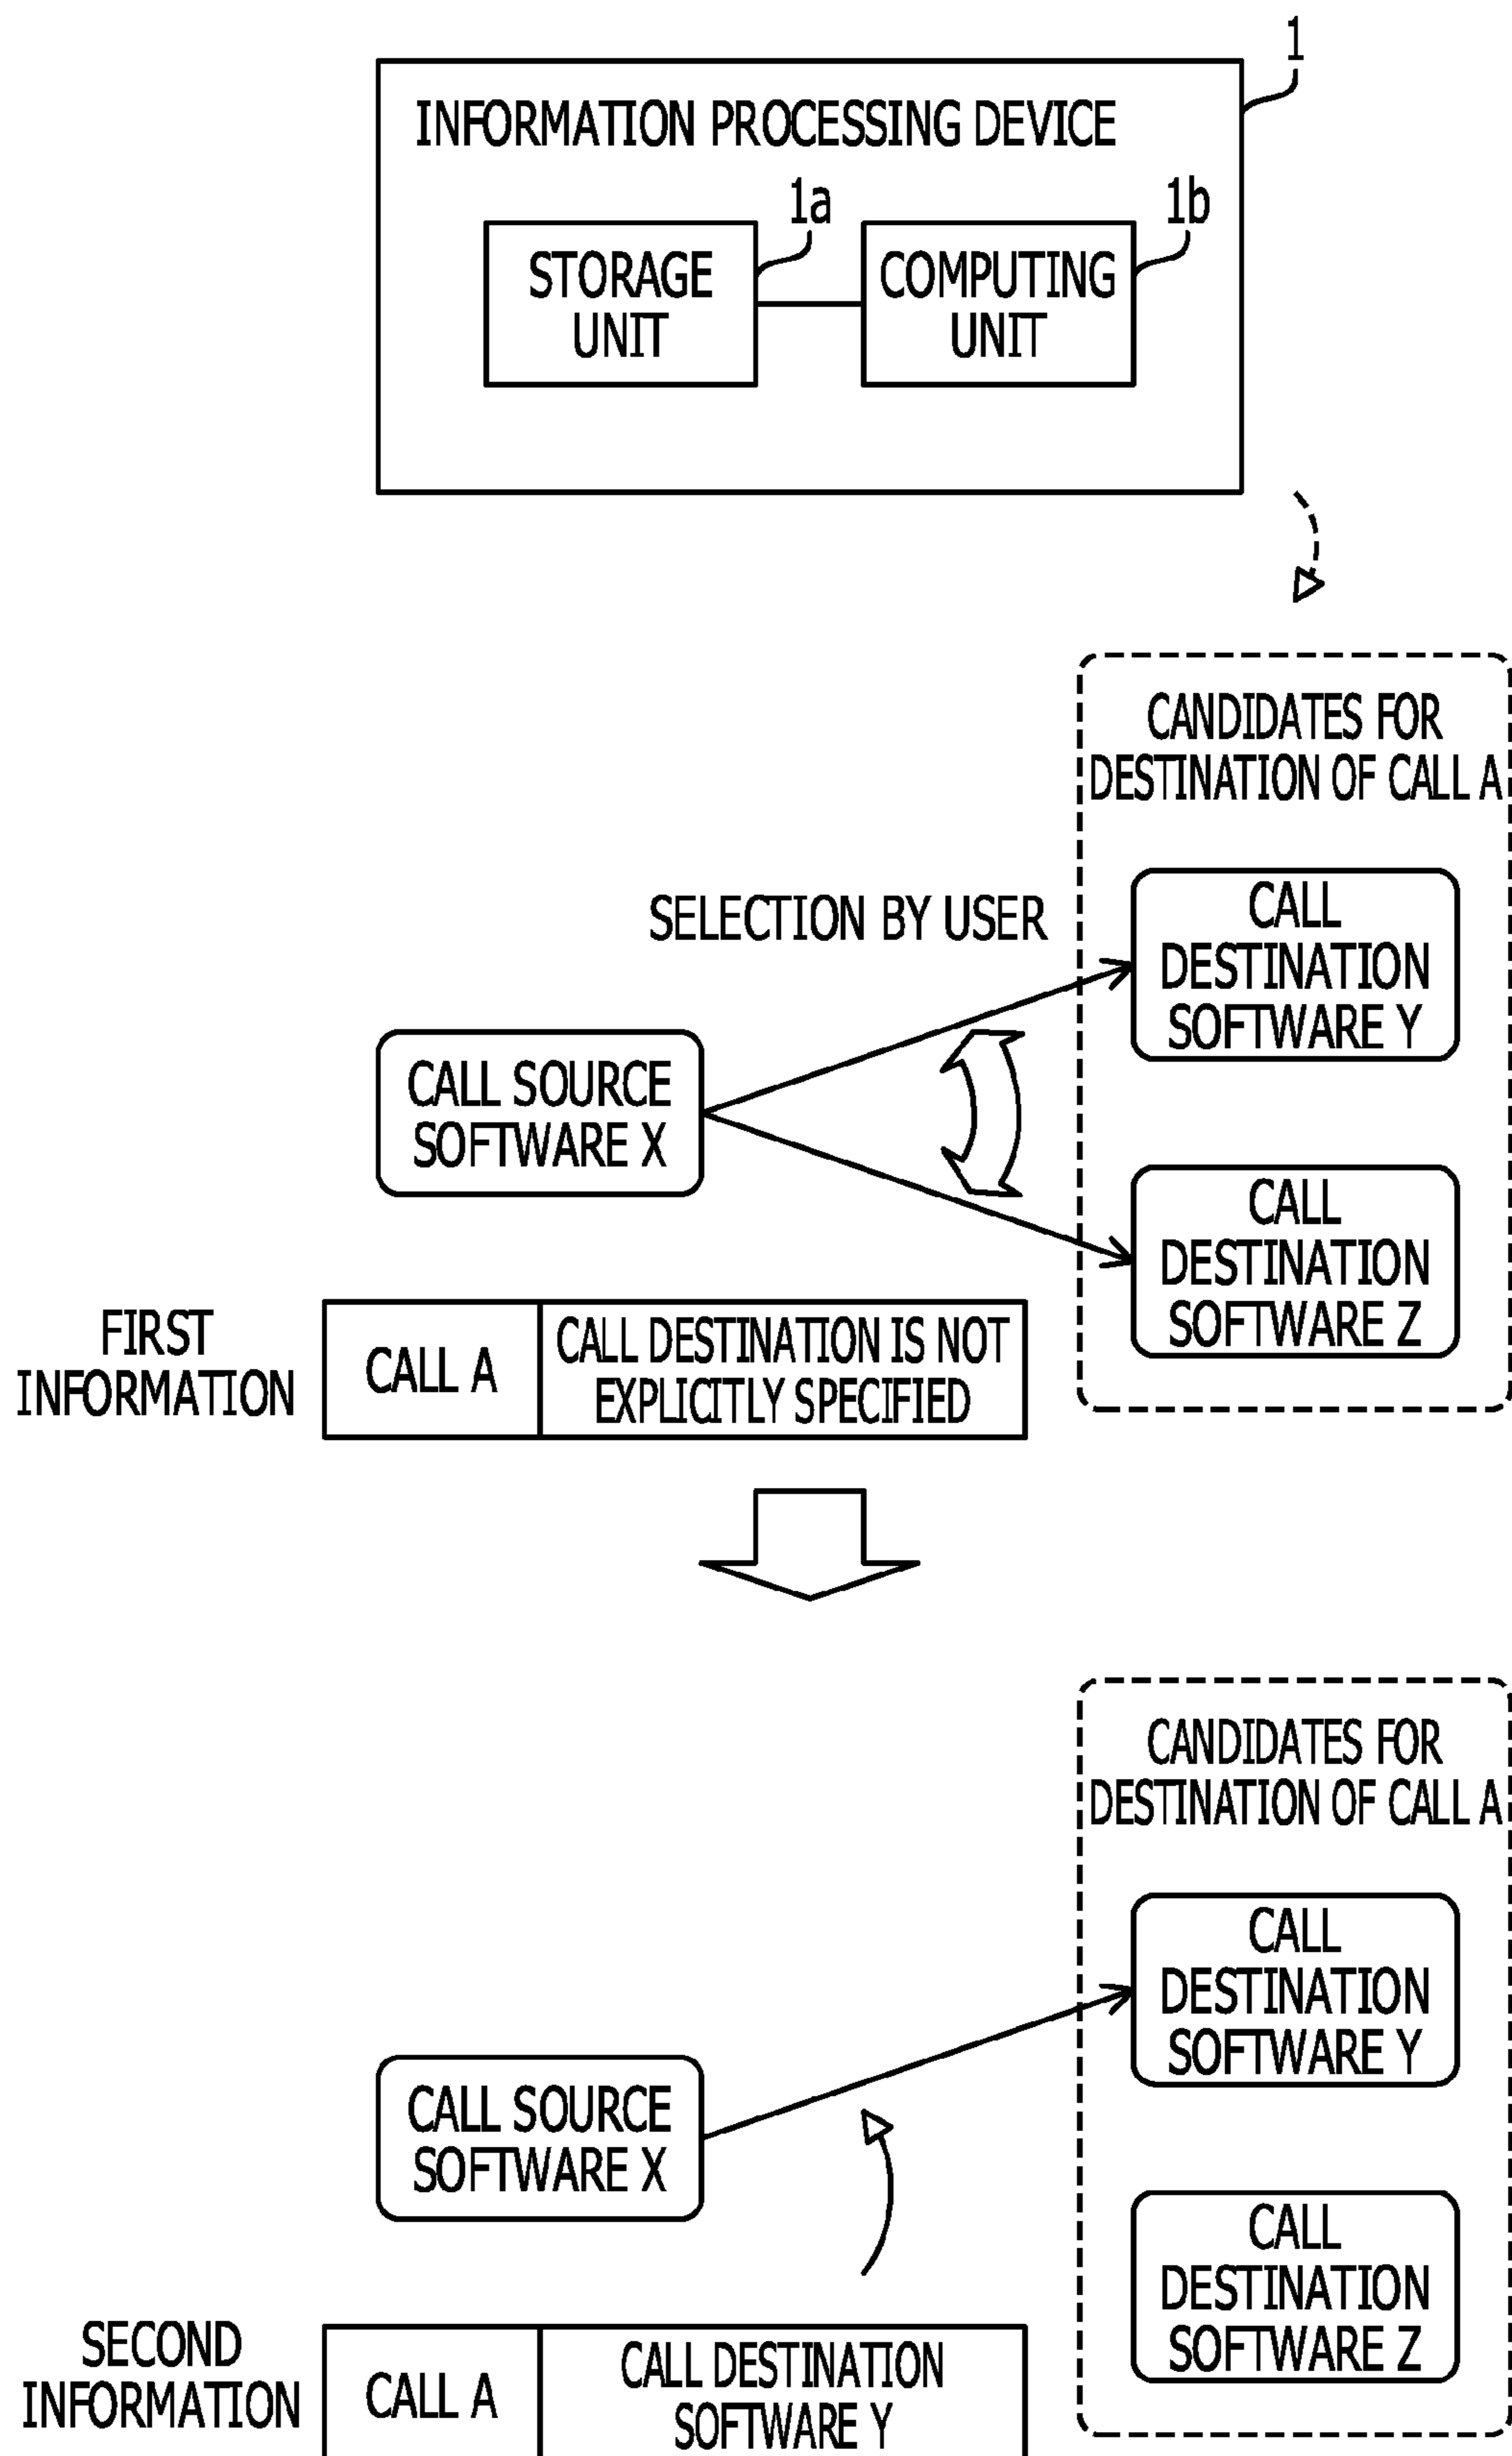 1
INFORMATION PROCESSING DEVICE
1a
1b
STORAGE
UNIT
COMPUTING
UNIT
CANDIDATES FOR
DESTINATION OF CALL A
SELECTION BY USER
CALL
DESTINATION
SOFTWARE Y
CALL SOURCE
SOFTWARE X
CALL
DESTINATION
SOFTWARE Z
FIRST
INFORMATION
CALL A
CALL DESTINATION IS NOT
EXPLICITLY SPECIFIED
CANDIDATES FOR
DESTINATION OF CALL A
CALL
DESTINATION
SOFTWARE Y
CALL SOURCE
SOFTWARE X
CALL
DESTINATION
SOFTWARE Z
SECOND
INFORMATION
CALL A
CALL DESTINATION
SOFTWARE Y